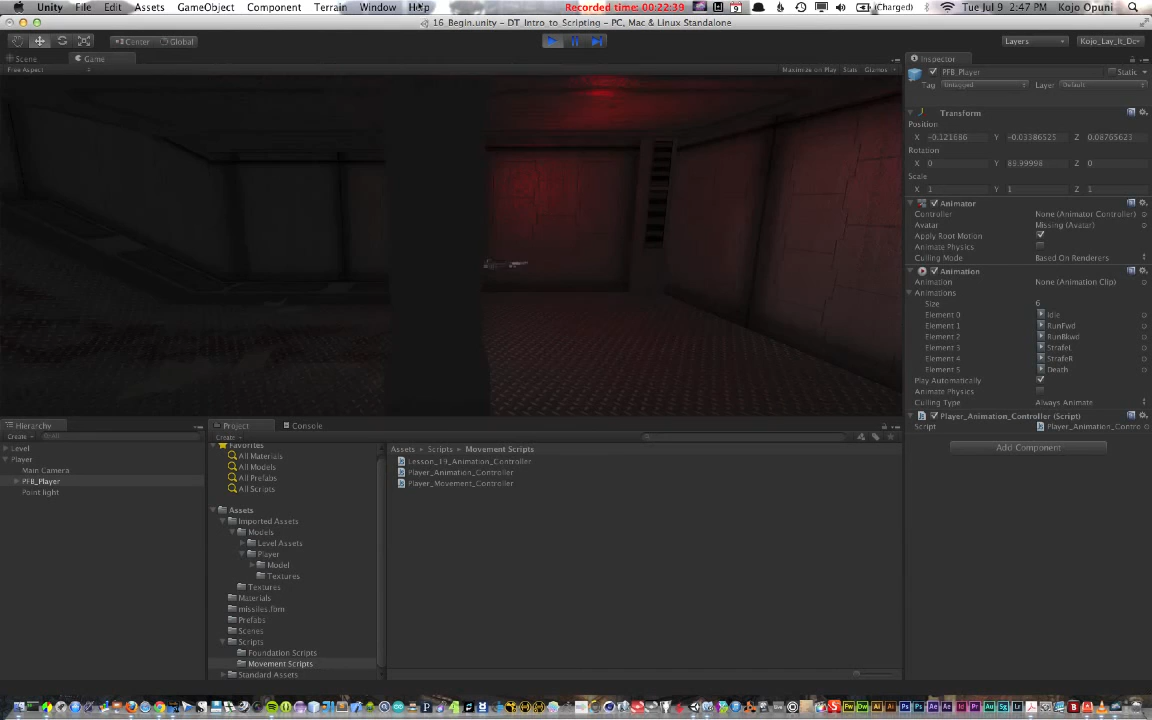 Unity File Edit Assets GameObject Component Terrain Window Help Recorded time: 00:22:39 (Charged) Tue Jul 9 2:47 PM Kojo Opuni
16_Begin.unity – DT_Intro_to_Scripting – PC, Mac & Linux Standalone
Center Global Layers Kojo_Lay_It_Do
Scene Game
Free Aspect Maximize on Play Stats Gizmos
Inspector
PFB_Player Static
Tag Untagged Layer Default
Transform
Position
X -0.121686 Y -0.03386525 Z 0.08765623
Rotation
X 0 Y 88.99998 Z 0
Scale
X 1 Y 1 Z 1
Animator
Controller None (Animator Controller)
Avatar Missing (Avatar)
Apply Root Motion
Animate Physics
Culling Mode Based On Renderers
Animation
Animation None (Animation Clip)
Animations
Size 6
Element 0 Idle
Element 1 RunFwd
Element 2 RunBkwd
Element 3 StrafeL
Element 4 StrafeR
Element 5 Death
Play Automatically
Animate Physics
Culling Type Always Animate
Player_Animation_Controller (Script)
Script Player_Animation_Contro
Add Component
Hierarchy
Create All
Level
Player
Main Camera
PFB_Player
Point light
Project Console
Create
Favorites
All Materials
All Models
All Prefabs
All Scripts
Assets
Imported Assets
Models
Level Assets
Player
Model
Textures
Textures
Materials
missiles.fbm
Prefabs
Scenes
Scripts
Foundation Scripts
Movement Scripts
Standard Assets
Assets Scripts Movement Scripts
Lesson_19_Animation_Controller
Player_Animation_Controller
Player_Movement_Controller